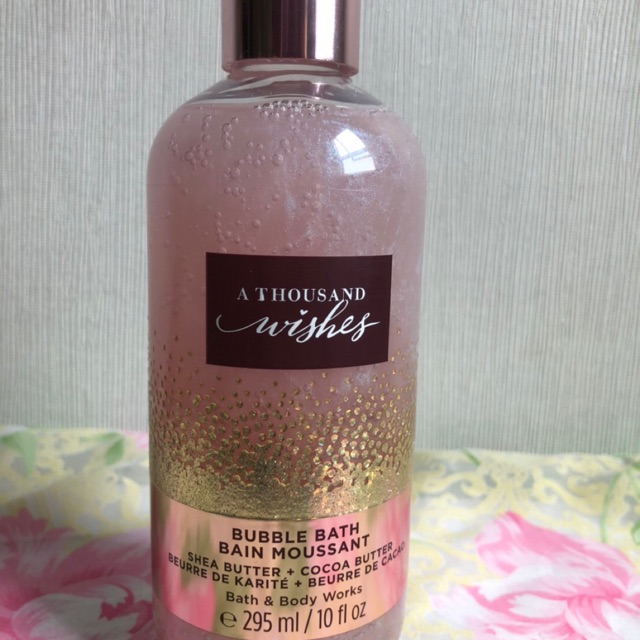 A THOUSAND
wishes
BUBBLE BATH
BAIN MOUSSANT
SHEA BUTTER + COCOA BUTTER
BEURRE DE KARITÉ + BEURRE DE CACAO
Bath & Body Works
℮ 295 ml / 10 fl oz